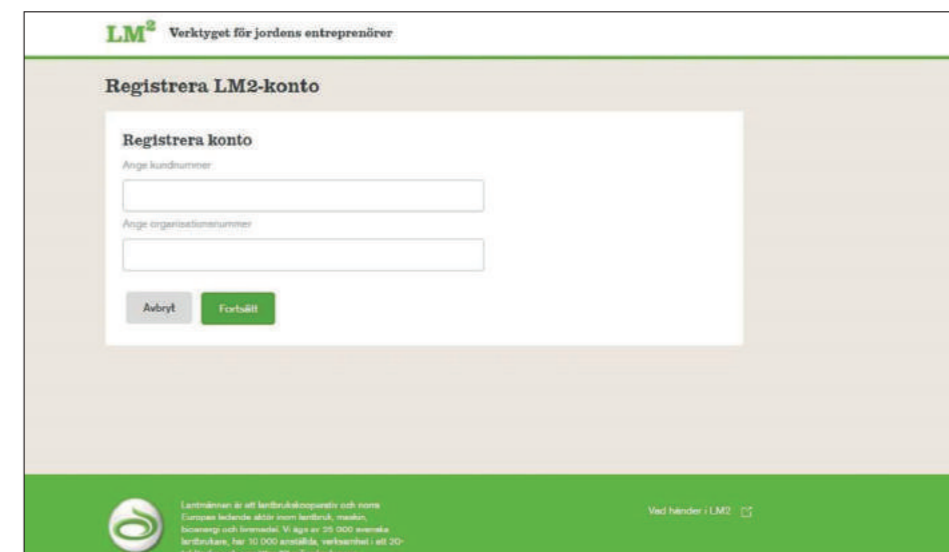 LM² Verktyget för jordens entreprenörer
Registrera LM2-konto
Registrera konto
Ange kundnummer
Ange organisationsnummer
Avbryt Fortsätt
Lantmännen är ett lantbrukskooperativ och norra
Europas ledande aktör inom lantbruk, maskin,
bioenergi och livsmedel. Vi ägs av 25 000 svenska
lantbrukare, har 10 000 anställda, verksamhet i ett 20-
Vad händer i LM2